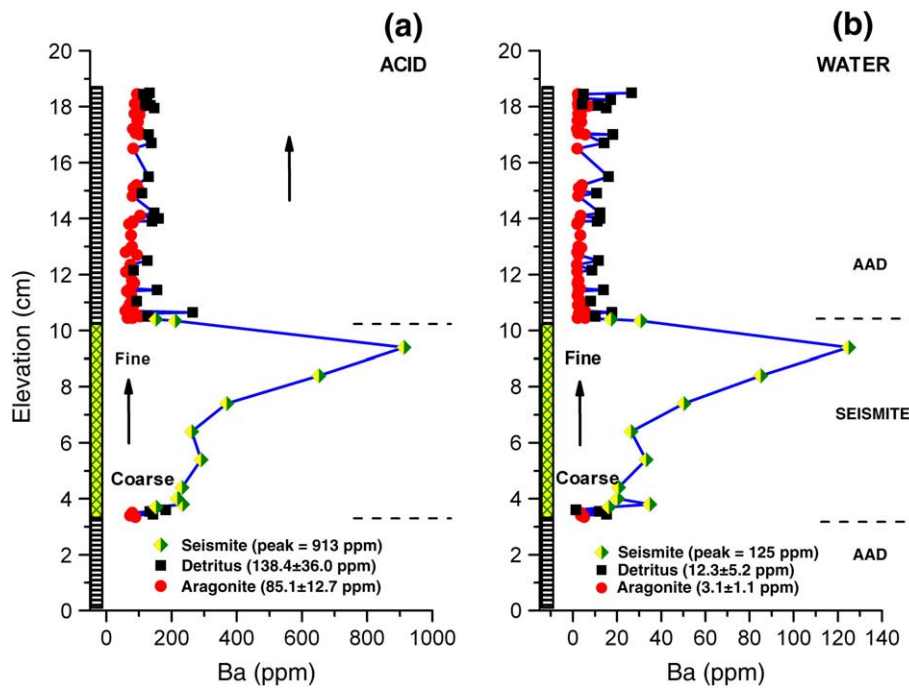 (a)
ACID
20
18
16
14
12
10
8
6
4
2
0
Elevation (cm)
Fine
Coarse
Seismite (peak = 913 ppm)
Detritus (138.4±36.0 ppm)
Aragonite (85.1±12.7 ppm)
0 200 400 600 800 1000
Ba (ppm)
(b)
WATER
20
18
16
14
12
10
8
6
4
2
0
AAD
Fine
SEISMITE
Coarse
AAD
Seismite (peak = 125 ppm)
Detritus (12.3±5.2 ppm)
Aragonite (3.1±1.1 ppm)
0 20 40 60 80 100 120 140
Ba (ppm)